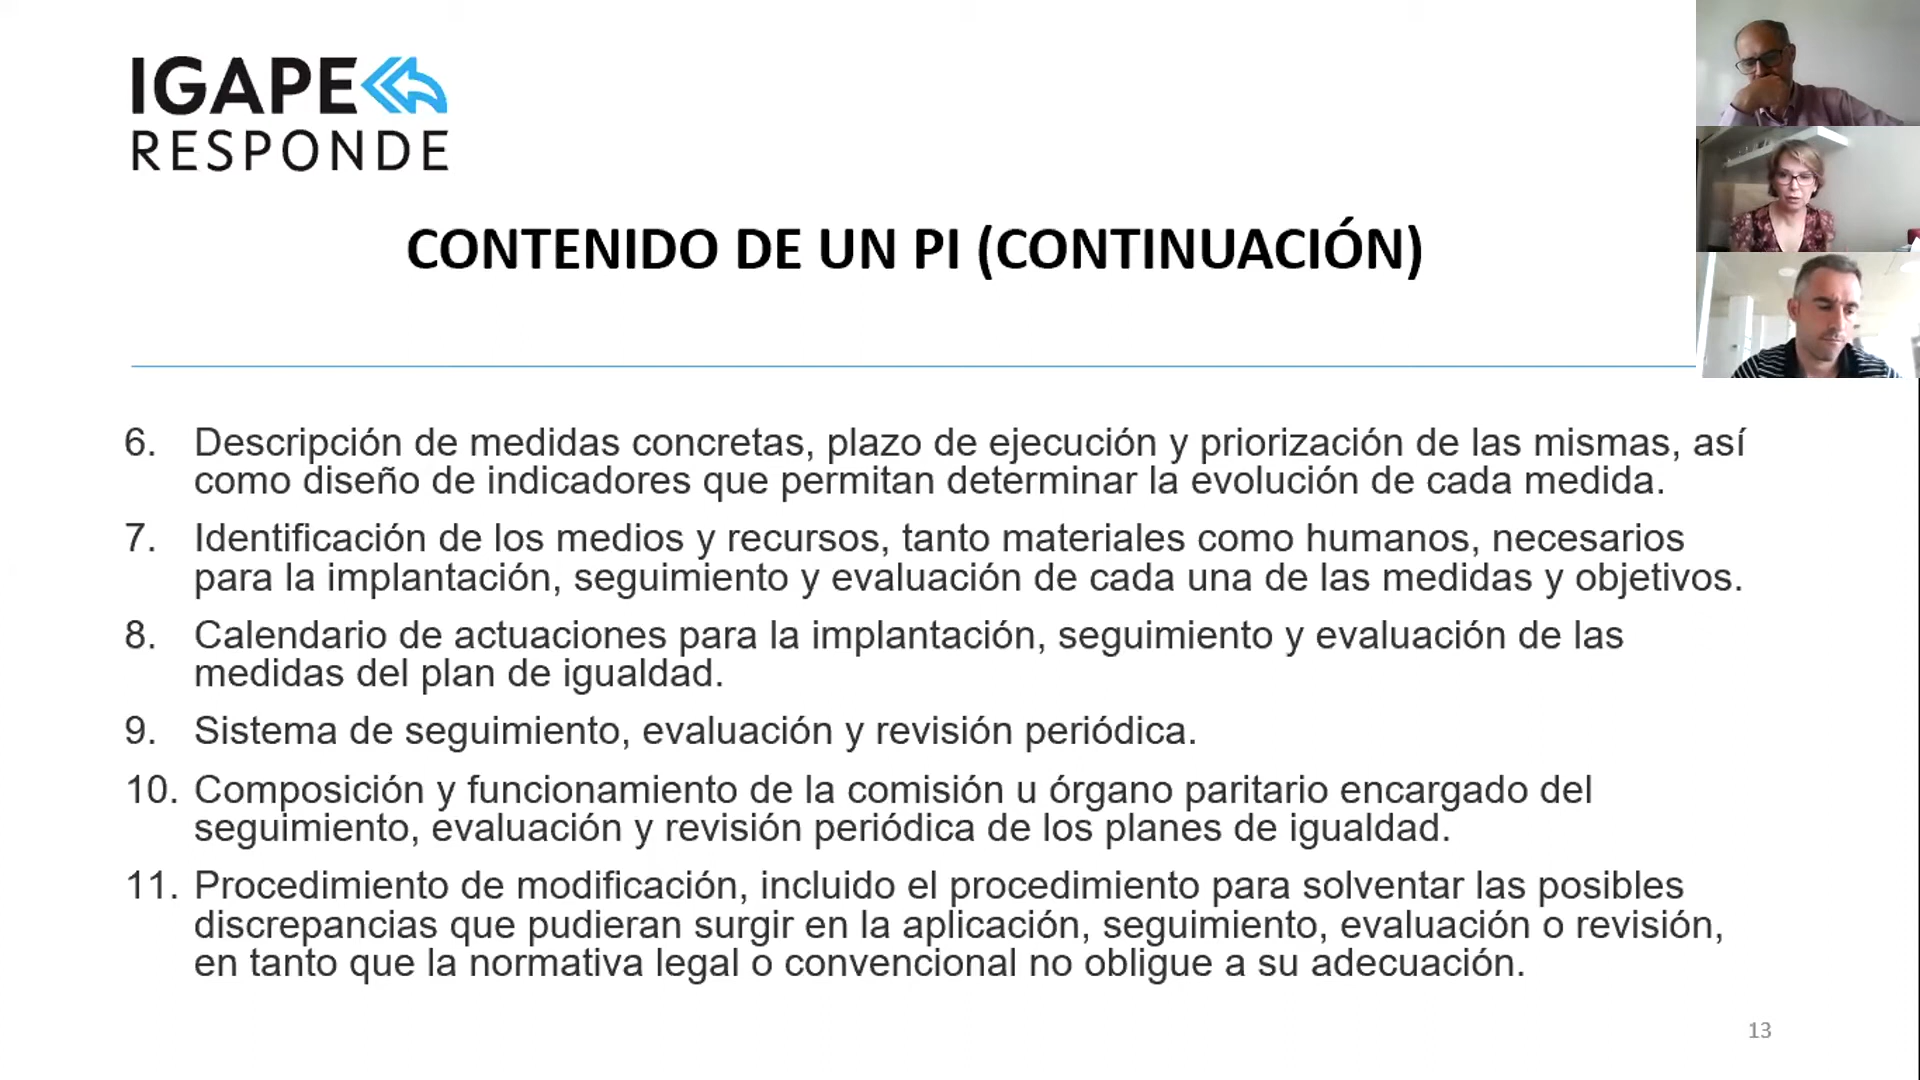 IGAPE
RESPONDE
CONTENIDO DE UN PI (CONTINUACIÓN)
6. Descripción de medidas concretas, plazo de ejecución y priorización de las mismas, así
como diseño de indicadores que permitan determinar la evolución de cada medida.
7. Identificación de los medios y recursos, tanto materiales como humanos, necesarios
para la implantación, seguimiento y evaluación de cada una de las medidas y objetivos.
8. Calendario de actuaciones para la implantación, seguimiento y evaluación de las
medidas del plan de igualdad.
9. Sistema de seguimiento, evaluación y revisión periódica.
10. Composición y funcionamiento de la comisión u órgano paritario encargado del
seguimiento, evaluación y revisión periódica de los planes de igualdad.
11. Procedimiento de modificación, incluido el procedimiento para solventar las posibles
discrepancias que pudieran surgir en la aplicación, seguimiento, evaluación o revisión,
en tanto que la normativa legal o convencional no obligue a su adecuación.
13